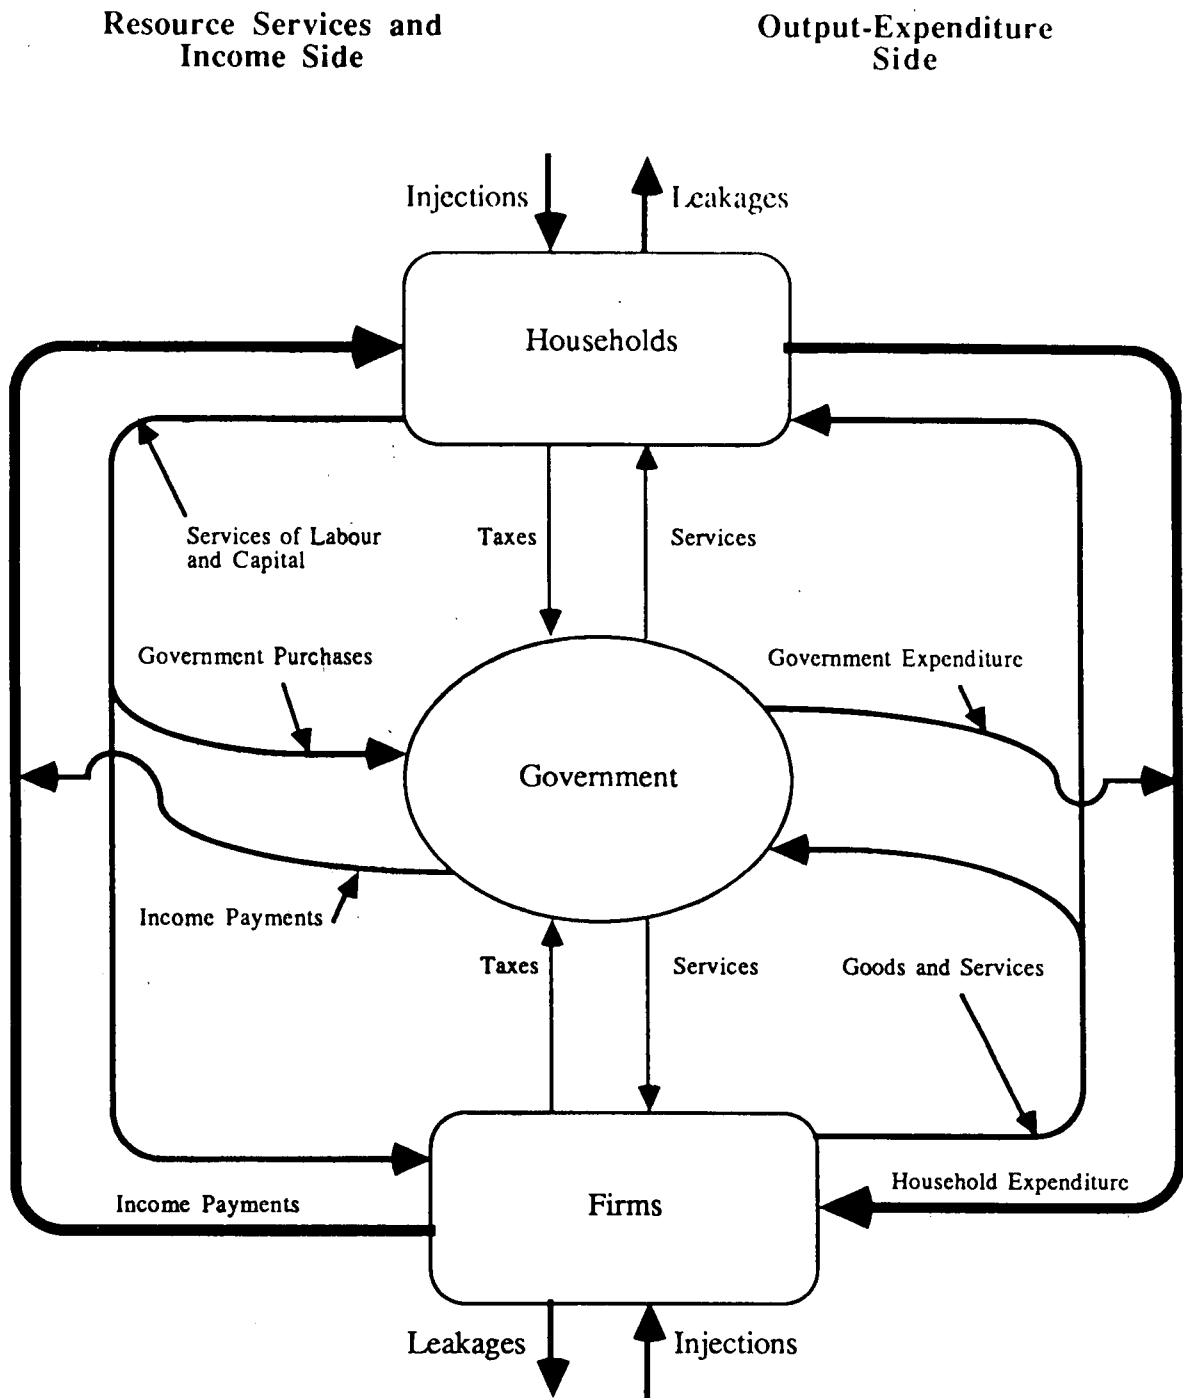 Resource Services and
Income Side
Output-Expenditure
Side
Injections
Leakages
Households
Services of Labour
and Capital
Taxes
Services
Government Purchases
Government Expenditure
Government
Income Payments
Taxes
Services
Goods and Services
Income Payments
Firms
Household Expenditure
Leakages
Injections